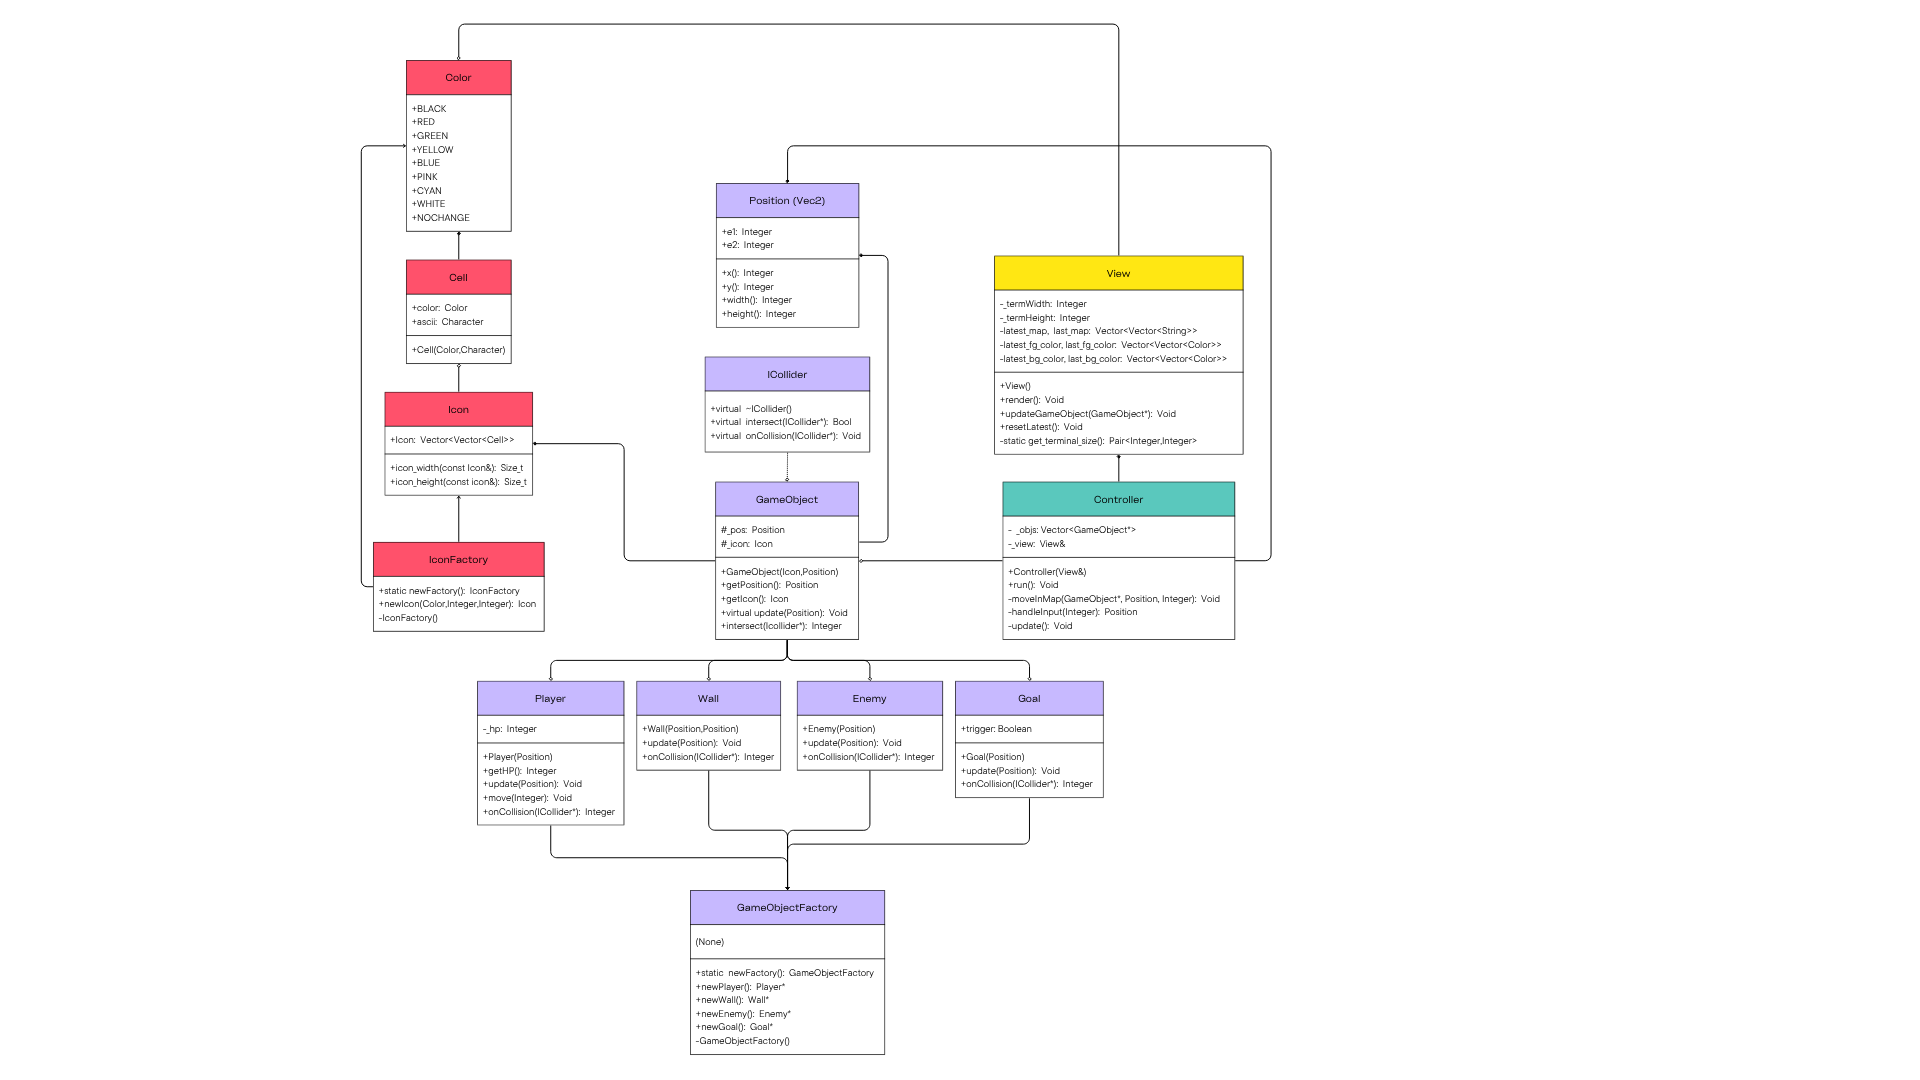 Color
+BLACK
+RED
+GREEN
+YELLOW
+BLUE
+PINK
+CYAN
+WHITE
+NOCHANGE
Cell
+color: Color
+ascii: Character
+Cell(Color,Character)
Icon
+Icon: Vector<Vector<Cell>>
+icon_width(const Icon&): Size_t
+icon_height(const icon&): Size_t
IconFactory
+static newFactory(): IconFactory
+newIcon(Color,Integer,Integer): Icon
-IconFactory()
Position (Vec2)
+e1: Integer
+e2: Integer
+x(): Integer
+y(): Integer
+width(): Integer
+height(): Integer
ICollider
+virtual ~ICollider()
+virtual intersect(ICollider*): Bool
+virtual onCollision(ICollider*): Void
GameObject
#_pos: Position
#_icon: Icon
+GameObject(Icon,Position)
+getPosition(): Position
+getIcon(): Icon
+virtual update(Position): Void
+intersect(Icollider*): Integer
View
-_termWidth: Integer
-_termHeight: Integer
-latest_map, last_map: Vector<Vector<String>>
-latest_fg_color, last_fg_color: Vector<Vector<Color>>
-latest_bg_color, last_bg_color: Vector<Vector<Color>>
+View()
+render(): Void
+updateGameObject(GameObject*): Void
+resetLatest(): Void
-static get_terminal_size(): Pair<Integer,Integer>
Controller
- _objs: Vector<GameObject*>
-_view: View&
+Controller(View&)
+run(): Void
-moveInMap(GameObject*, Position, Integer): Void
-handleInput(Integer): Position
-update(): Void
Player
-_hp: Integer
+Player(Position)
+getHP(): Integer
+update(Position): Void
+move(Integer): Void
+onCollision(ICollider*): Integer
Wall
+Wall(Position,Position)
+update(Position): Void
+onCollision(ICollider*): Integer
Enemy
+Enemy(Position)
+update(Position): Void
+onCollision(ICollider*): Integer
Goal
+trigger: Boolean
+Goal(Position)
+update(Position): Void
+onCollision(ICollider*): Integer
GameObjectFactory
(None)
+static newFactory(): GameObjectFactory
+newPlayer(): Player*
+newWall(): Wall*
+newEnemy(): Enemy*
+newGoal(): Goal*
-GameObjectFactory()